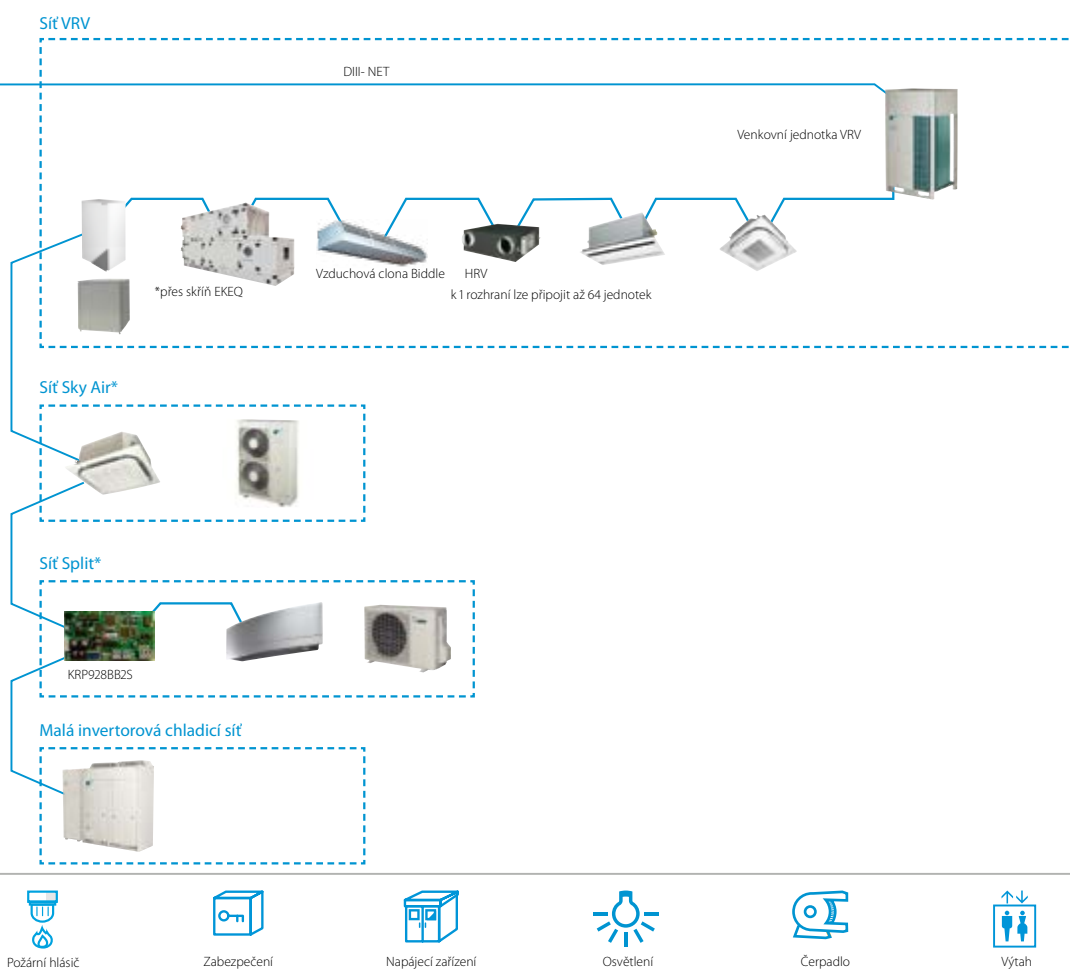 Síť VRV
DIII- NET
Venkovní jednotka VRV
Vzduchová clona Biddle
HRV
*přes skříň EKEQ
k 1 rozhraní lze připojit až 64 jednotek
Síť Sky Air*
Síť Split*
KRP928BB2S
Malá invertorová chladicí síť
Požární hlásič
Zabezpečení
Napájecí zařízení
Osvětlení
Čerpadlo
Výtah